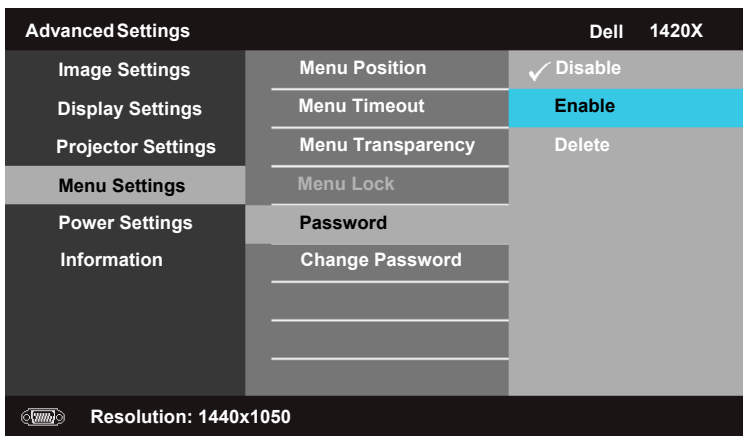 Advanced Settings Dell 1420X
Image Settings Menu Position ✓ Disable
Display Settings Menu Timeout Enable
Projector Settings Menu Transparency Delete
Menu Settings Menu Lock
Power Settings Password
Information Change Password
Resolution: 1440x1050